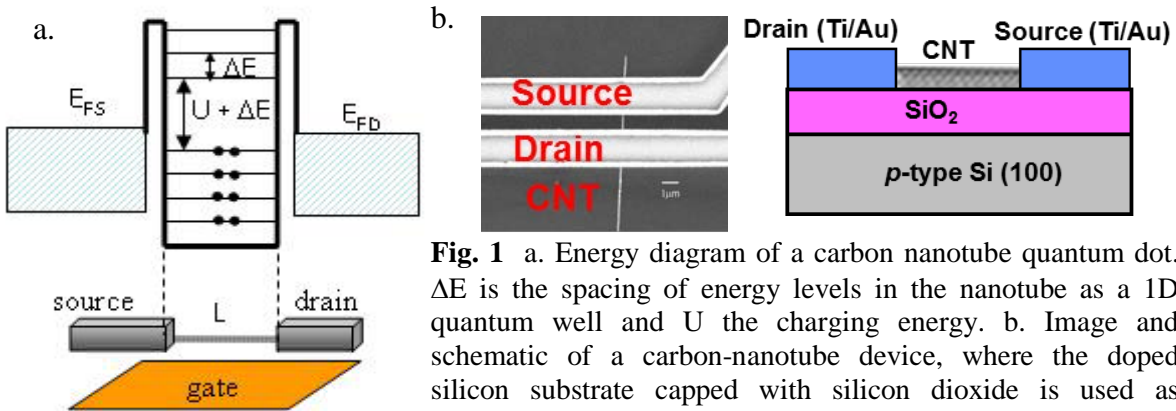 a.
ΔE
U + ΔE
E_FS
E_FD
source
L
drain
gate
b.
Source
Drain
CNT
1µm
Drain (Ti/Au)
Source (Ti/Au)
CNT
SiO₂
p-type Si (100)
Fig. 1 a. Energy diagram of a carbon nanotube quantum dot.
ΔE is the spacing of energy levels in the nanotube as a 1D
quantum well and U the charging energy. b. Image and
schematic of a carbon-nanotube device, where the doped
silicon substrate capped with silicon dioxide is used as